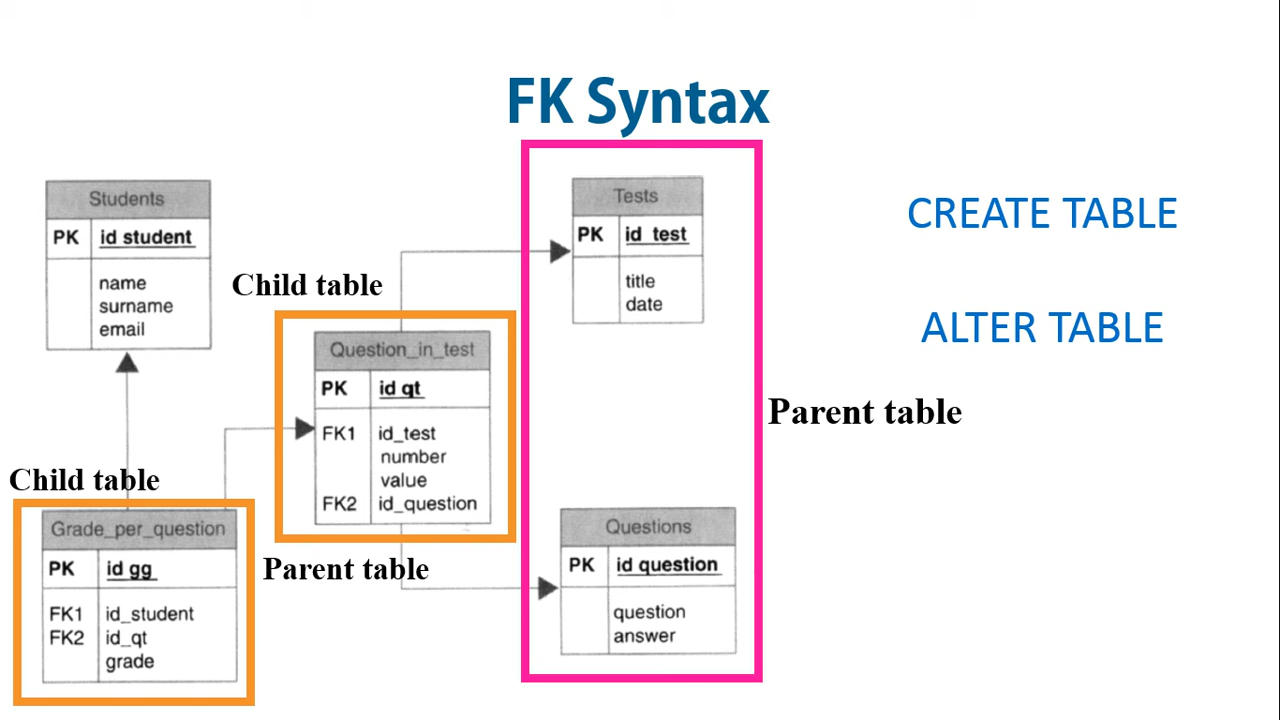 FK Syntax
Students
PK id student
name
surname
email
Child table
Question_in_test
PK id qt
FK1 id_test
number
value
FK2 id_question
Parent table
Child table
Grade_per_question
PK id gg
FK1 id_student
FK2 id_qt
grade
Tests
PK id_test
title
date
Questions
PK id question
question
answer
Parent table
CREATE TABLE
ALTER TABLE